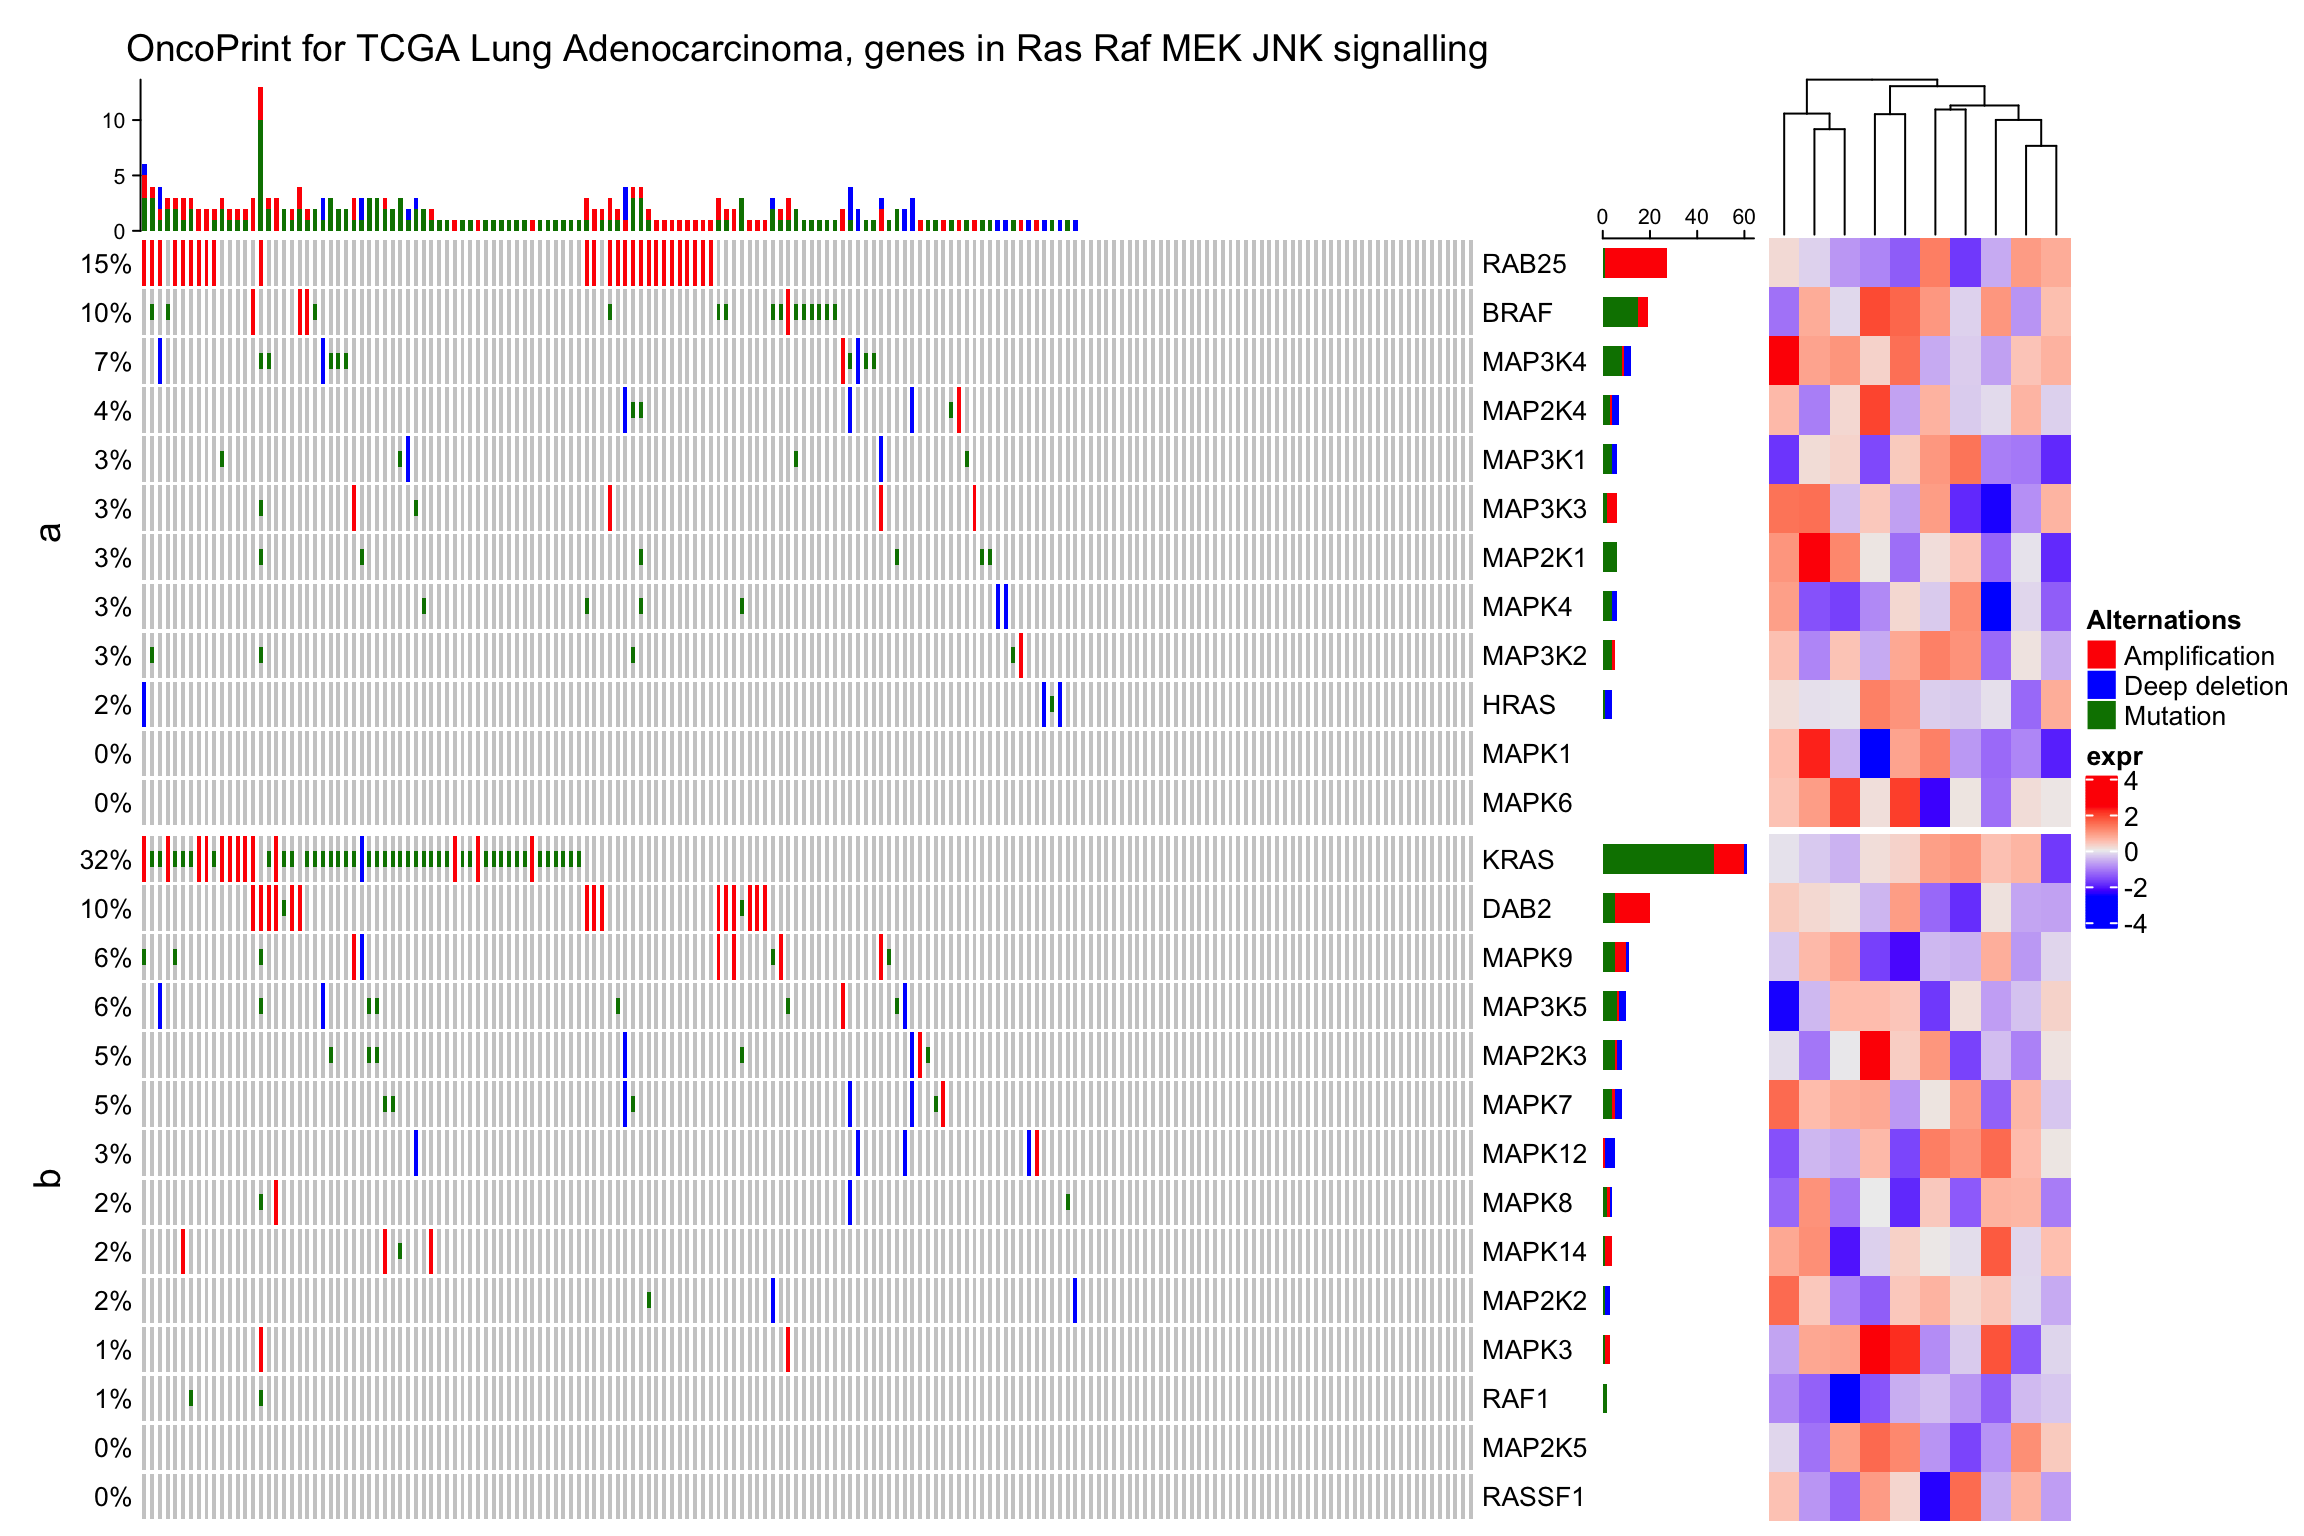 OncoPrint for TCGA Lung Adenocarcinoma, genes in Ras Raf MEK JNK signalling
10
5
0
0 20 40 60
a
15% RAB25
10% BRAF
7% MAP3K4
4% MAP2K4
3% MAP3K1
3% MAP3K3
3% MAP2K1
3% MAPK4
3% MAP3K2
2% HRAS
0% MAPK1
0% MAPK6
b
32% KRAS
10% DAB2
6% MAPK9
6% MAP3K5
5% MAP2K3
5% MAPK7
3% MAPK12
2% MAPK8
2% MAPK14
2% MAP2K2
1% MAPK3
1% RAF1
0% MAP2K5
0% RASSF1
Alternations
Amplification
Deep deletion
Mutation
expr
4
2
0
-2
-4